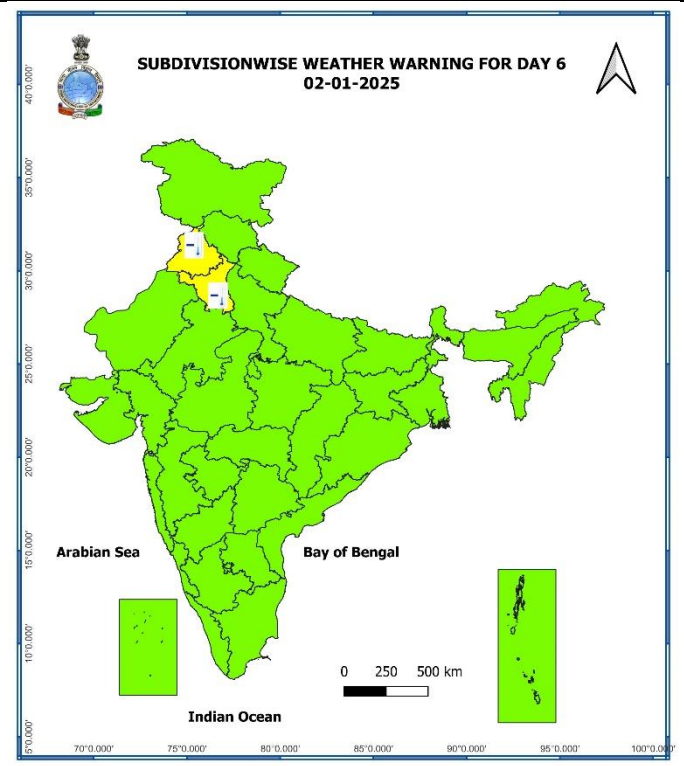 SUBDIVISIONWISE WEATHER WARNING FOR DAY 6
02-01-2025
40°0.000'
35°0.000'
30°0.000'
25°0.000'
20°0.000'
15°0.000'
10°0.000'
5°0.000'
Arabian Sea
Bay of Bengal
0 250 500 km
Indian Ocean
70°0.000' 75°0.000' 80°0.000' 85°0.000' 90°0.000' 95°0.000' 100°0.000'